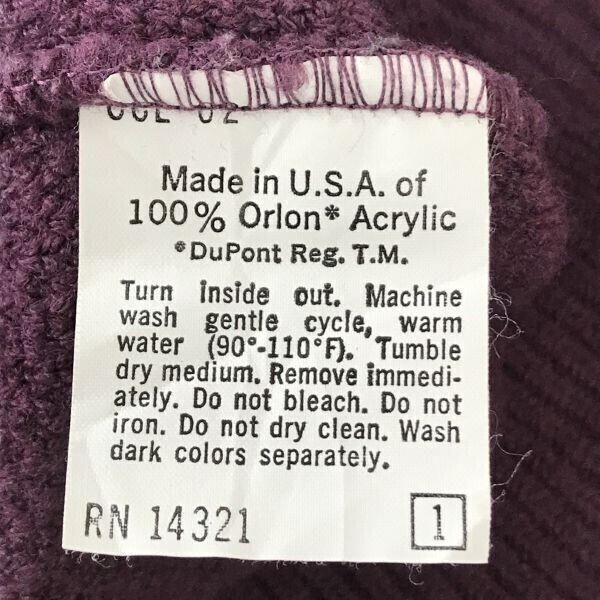 Made in U.S.A. of
100% Orlon* Acrylic
*DuPont Reg. T.M.
Turn inside out. Machine
wash gentle cycle, warm
water (90°-110°F). Tumble
dry medium. Remove immedi-
ately. Do not bleach. Do not
iron. Do not dry clean. Wash
dark colors separately.
RN 14321
1